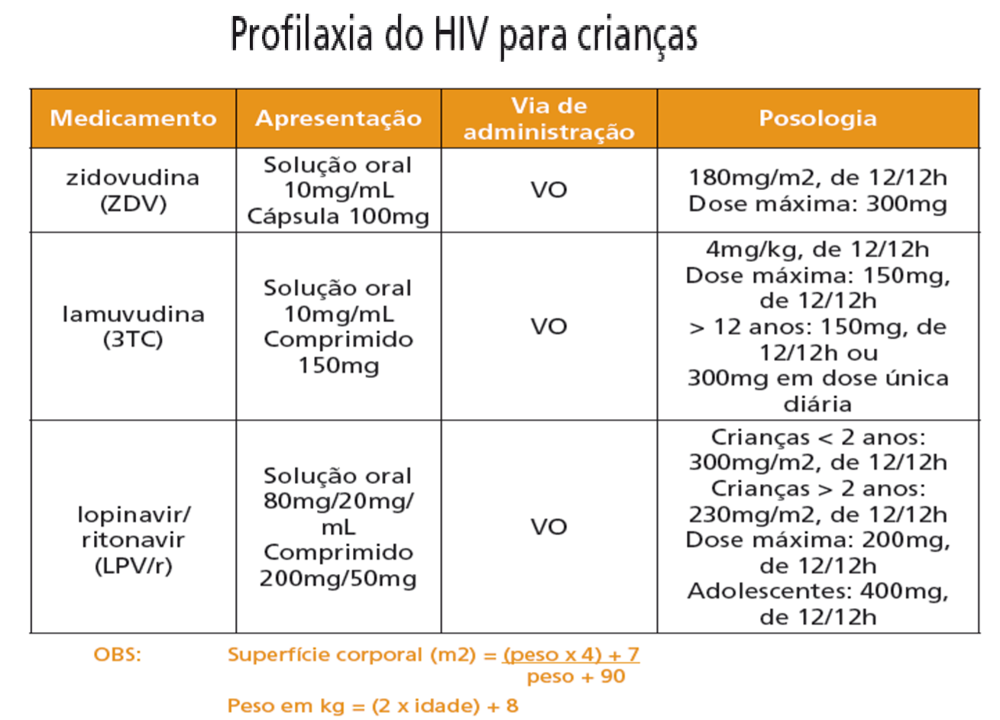 Profilaxia do HIV para crianças
Medicamento
Apresentação
Via de
administração
Posologia
zidovudina
(ZDV)
Solução oral
10mg/mL
Cápsula 100mg
VO
180mg/m2, de 12/12h
Dose máxima: 300mg
lamuvudina
(3TC)
Solução oral
10mg/mL
Comprimido
150mg
VO
4mg/kg, de 12/12h
Dose máxima: 150mg,
de 12/12h
> 12 anos: 150mg, de
12/12h ou
300mg em dose única
diária
lopinavir/
ritonavir
(LPV/r)
Solução oral
80mg/20mg/
mL
Comprimido
200mg/50mg
VO
Crianças < 2 anos:
300mg/m2, de 12/12h
Crianças > 2 anos:
230mg/m2, de 12/12h
Dose máxima: 200mg,
de 12/12h
Adolescentes: 400mg,
de 12/12h
OBS: Superfície corporal (m2) = (peso x 4) + 7
peso + 90
Peso em kg = (2 x idade) + 8